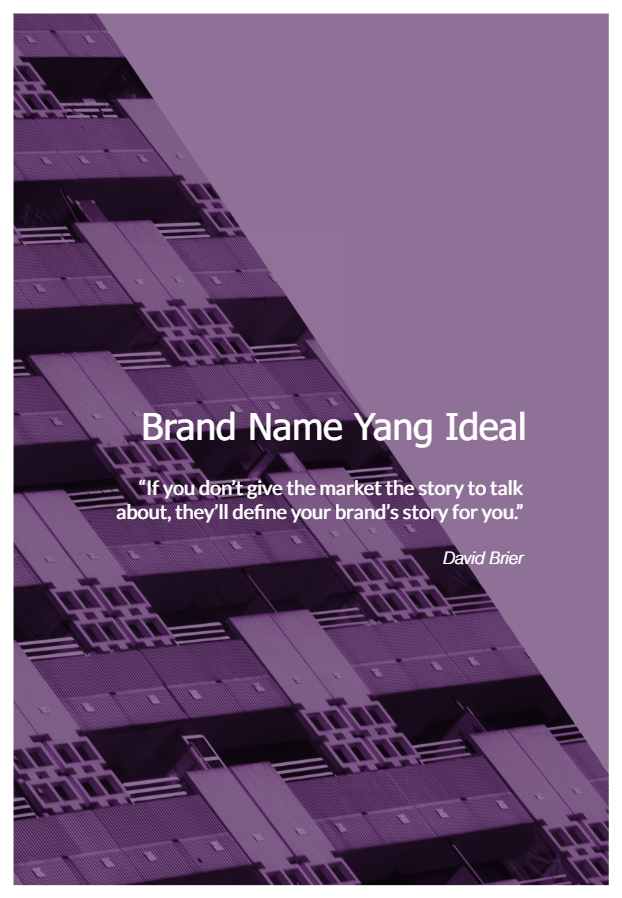 Brand Name Yang Ideal
“If you don’t give the market the story to talk
about, they’ll define your brand’s story for you.”
David Brier